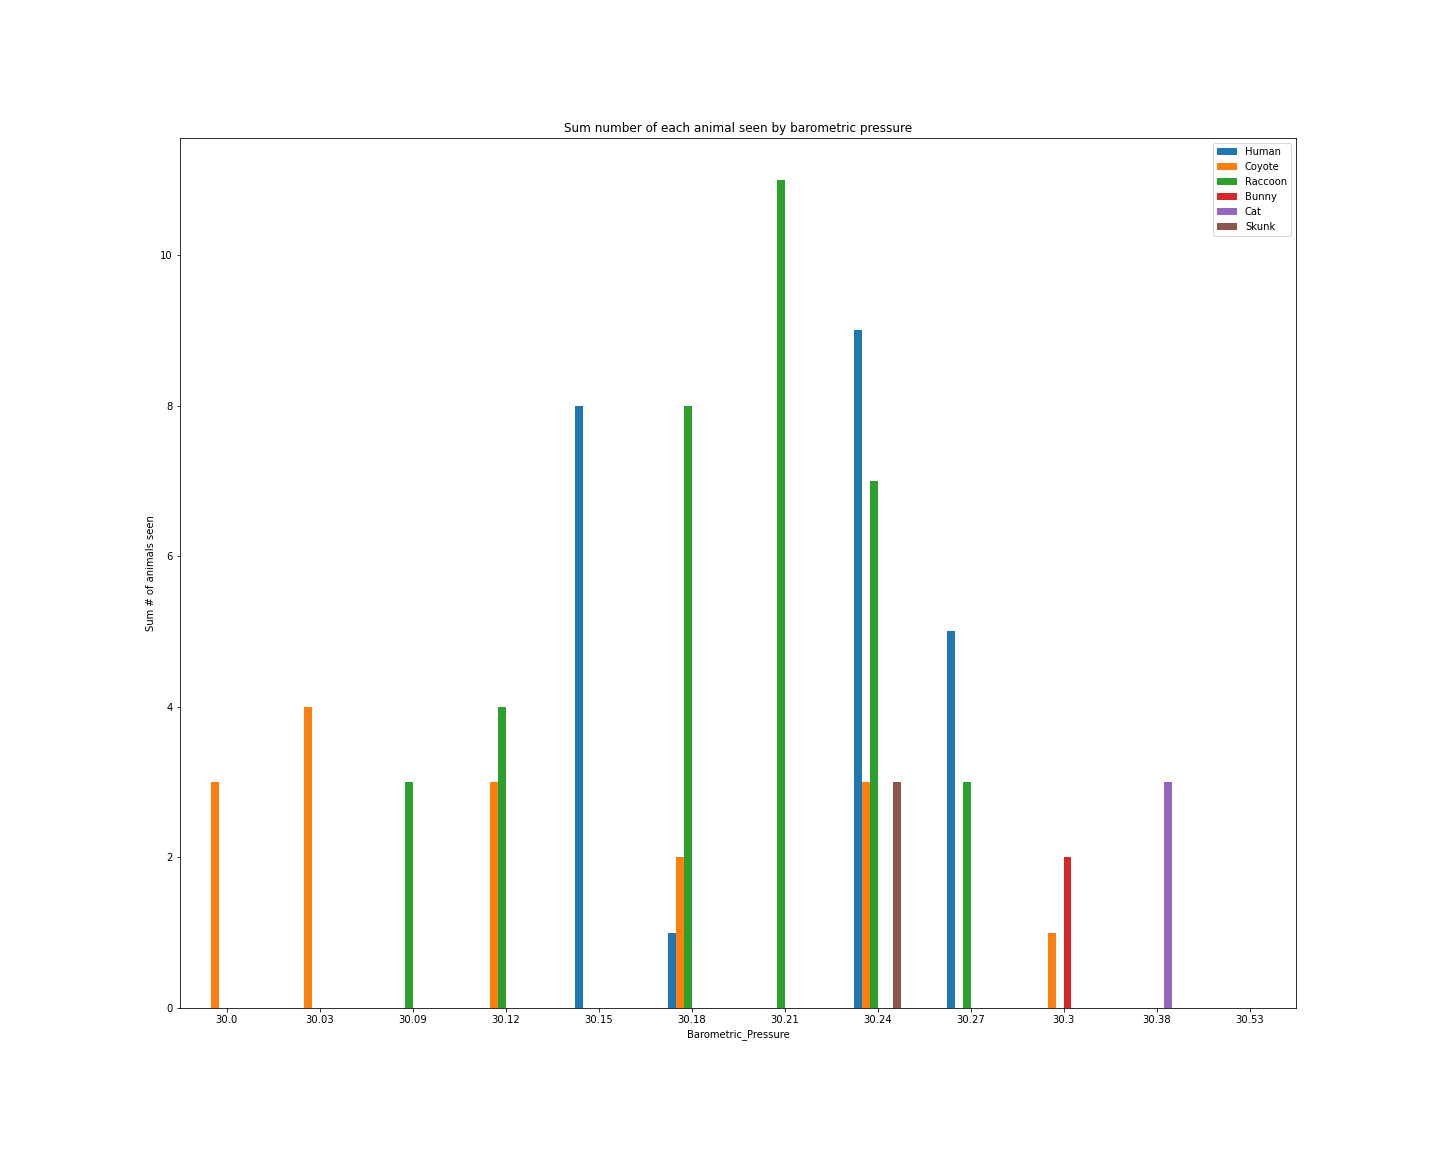 Sum number of each animal seen by barometric pressure
Human
Coyote
Raccoon
Bunny
Cat
Skunk
10
8
6
4
2
0
Sum # of animals seen
30.0 30.03 30.09 30.12 30.15 30.18 30.21 30.24 30.27 30.3 30.38 30.53
Barometric_Pressure